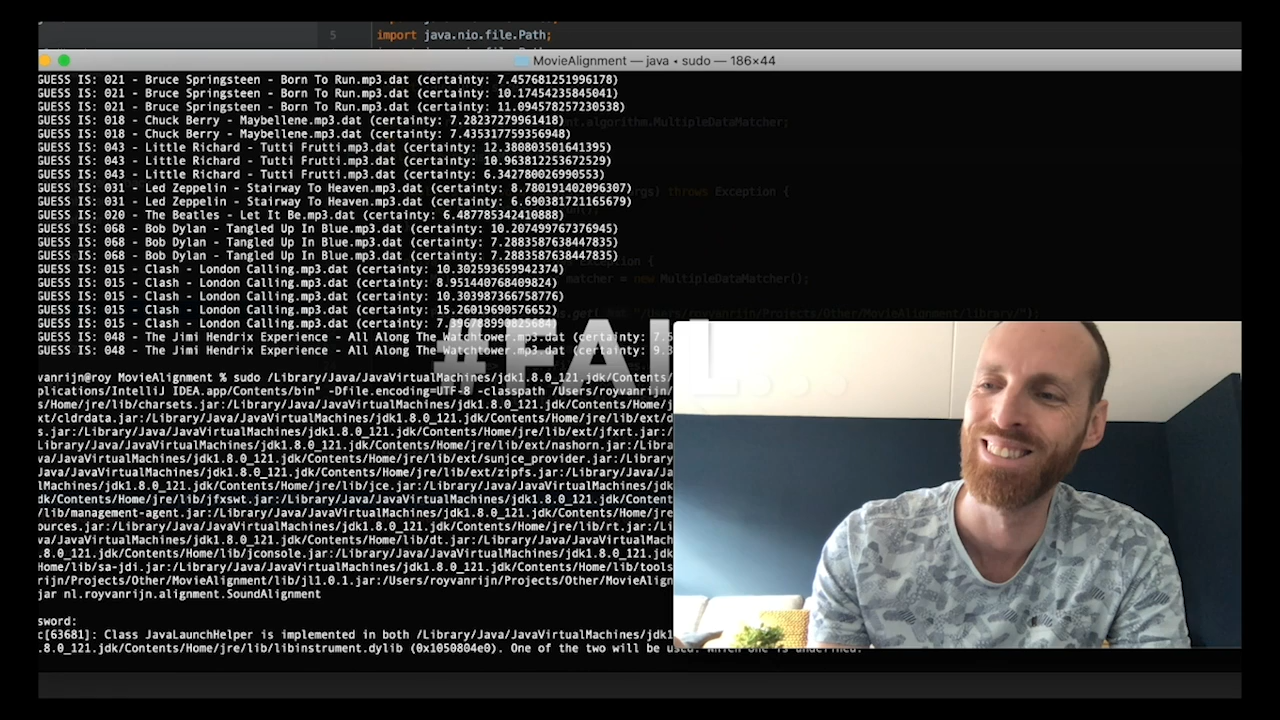 5 import java.nio.file.Path;
MovieAlignment — java • sudo — 186×44
GUESS IS: 021 - Bruce Springsteen - Born To Run.mp3.dat (certainty: 7.457681251996178)
GUESS IS: 021 - Bruce Springsteen - Born To Run.mp3.dat (certainty: 10.17454235845041)
GUESS IS: 021 - Bruce Springsteen - Born To Run.mp3.dat (certainty: 11.094578257230538)
GUESS IS: 018 - Chuck Berry - Maybellene.mp3.dat (certainty: 7.28237279961418)
GUESS IS: 018 - Chuck Berry - Maybellene.mp3.dat (certainty: 7.435317759356948)
GUESS IS: 043 - Little Richard - Tutti Frutti.mp3.dat (certainty: 12.380803501064395)
GUESS IS: 043 - Little Richard - Tutti Frutti.mp3.dat (certainty: 10.963812253672529)
GUESS IS: 043 - Little Richard - Tutti Frutti.mp3.dat (certainty: 6.342780026990553)
GUESS IS: 031 - Led Zeppelin - Stairway To Heaven.mp3.dat (certainty: 8.780191402096307)
GUESS IS: 031 - Led Zeppelin - Stairway To Heaven.mp3.dat (certainty: 6.690381721165679)
GUESS IS: 020 - The Beatles - Let It Be.mp3.dat (certainty: 6.487785342410888)
GUESS IS: 068 - Bob Dylan - Tangled Up In Blue.mp3.dat (certainty: 10.207499767376945)
GUESS IS: 068 - Bob Dylan - Tangled Up In Blue.mp3.dat (certainty: 7.2883587638447835)
GUESS IS: 068 - Bob Dylan - Tangled Up In Blue.mp3.dat (certainty: 7.2883587638447835)
GUESS IS: 015 - Clash - London Calling.mp3.dat (certainty: 10.302593659942374)
GUESS IS: 015 - Clash - London Calling.mp3.dat (certainty: 8.951440768409824)
GUESS IS: 015 - Clash - London Calling.mp3.dat (certainty: 10.303987366758776)
GUESS IS: 015 - Clash - London Calling.mp3.dat (certainty: 15.26019690576652)
GUESS IS: 015 - Clash - London Calling.mp3.dat (certainty: 7.396788990825684)
GUESS IS: 048 - The Jimi Hendrix Experience - All Along The Watchtower.mp3.dat (certainty: 7.6
GUESS IS: 048 - The Jimi Hendrix Experience - All Along The Watchtower.mp3.dat (certainty: 9.3
#FAIL...
vanrijn@roy MovieAlignment % sudo /Library/Java/JavaVirtualMachines/jdk1.8.0_121.jdk/Contents/
plications/IntelliJ IDEA.app/Contents/bin" -Dfile.encoding=UTF-8 -classpath /Users/royvanrijn/
s/Home/jre/lib/charsets.jar:/Library/Java/JavaVirtualMachines/jdk1.8.0_121.jdk/Contents/Home/j
xt/cldrdata.jar:/Library/Java/JavaVirtualMachines/jdk1.8.0_121.jdk/Contents/Home/jre/lib/ext/d
s.jar:/Library/Java/JavaVirtualMachines/jdk1.8.0_121.jdk/Contents/Home/jre/lib/ext/jfxrt.jar:/
Library/Java/JavaVirtualMachines/jdk1.8.0_121.jdk/Contents/Home/jre/lib/ext/nashorn.jar:/Libra
va/JavaVirtualMachines/jdk1.8.0_121.jdk/Contents/Home/jre/lib/ext/sunjce_provider.jar:/Library
aVirtualMachines/jdk1.8.0_121.jdk/Contents/Home/jre/lib/ext/zipfs.jar:/Library/Java/JavaVirtua
lMachines/jdk1.8.0_121.jdk/Contents/Home/jre/lib/jce.jar:/Library/Java/JavaVirtualMachines/jdk
k/Contents/Home/jre/lib/jfxswt.jar:/Library/Java/JavaVirtualMachines/jdk1.8.0_121.jdk/Contents
/lib/management-agent.jar:/Library/Java/JavaVirtualMachines/jdk1.8.0_121.jdk/Contents/Home/jre
ources.jar:/Library/Java/JavaVirtualMachines/jdk1.8.0_121.jdk/Contents/Home/jre/lib/rt.jar:/Li
dk1.8.0_121.jdk/Contents/Home/lib/dt.jar:/Library/Java/JavaVirtualMachi
.8.0_121.jdk/Contents/Home/lib/jconsole.jar:/Library/Java/JavaVirtualMachines/jdk1.8.0_121.jdk
ome/lib/sa-jdi.jar:/Library/Java/JavaVirtualMachines/jdk1.8.0_121.jdk/Contents/Home/lib/tools
rijn/Projects/Other/MovieAlignment/lib/jl1.0.1.jar:/Users/royvanrijn/Projects/Other/MovieAlign
jar nl.royvanrijn.alignment.SoundAlignment
sword:
c[63681]: Class JavaLaunchHelper is implemented in both /Library/Java/JavaVirtualMachines/jdk1
.8.0_121.jdk/Contents/Home/jre/lib/libinstrument.dylib (0x1050804e0). One of the two will be used. Which one is undefined.